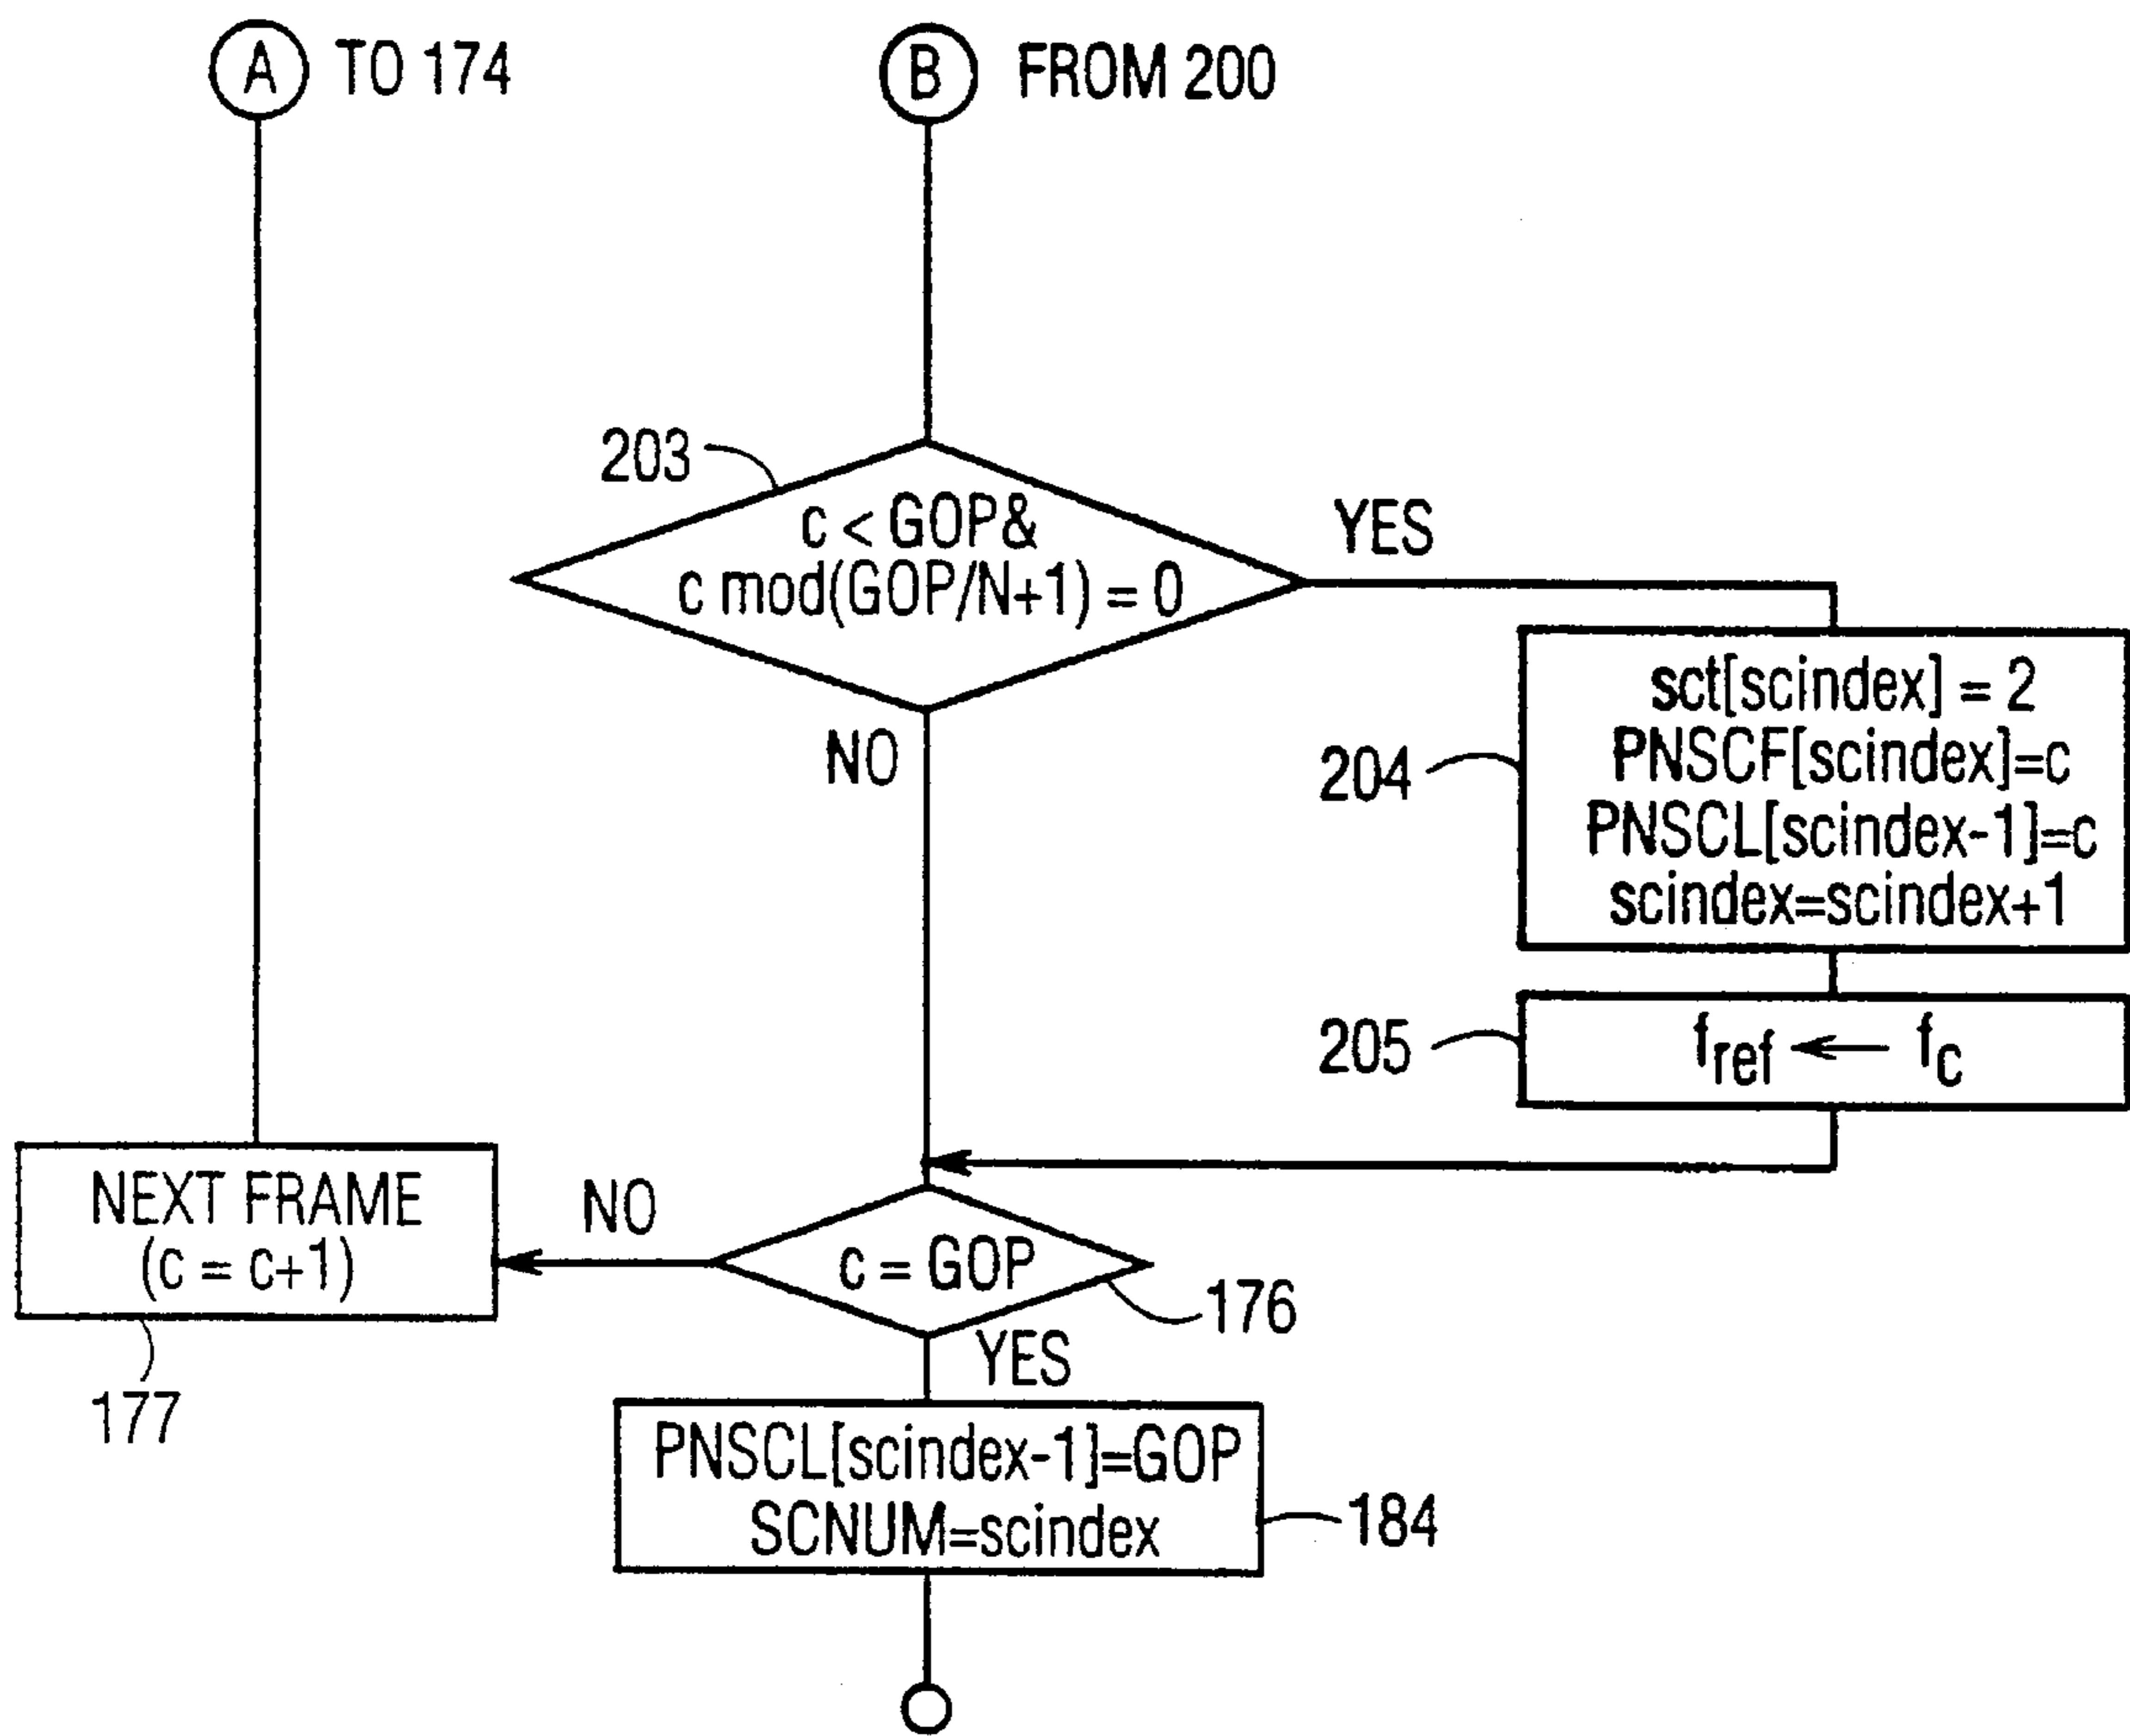 A TO 174
B FROM 200
203
c < GOP&
c mod(GOP/N+1) = 0
YES
NO
204
sct[scindex] = 2
PNSCF[scindex]=c
PNSCL[scindex-1]=c
scindex=scindex+1
205
fref ← fc
NEXT FRAME
(c = c+1)
177
NO
c = GOP
176
YES
PNSCL[scindex-1]=GOP
SCNUM=scindex
184